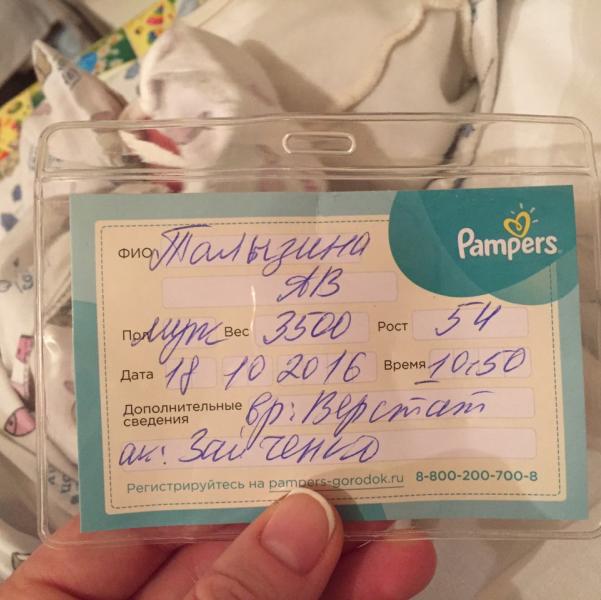 Pampers
ФИО Талызина
АВ
Пол муж Вес 3500 Рост 54
Дата 18 10 2016 Время 10:50
Дополнительные сведения вр: Верстат
ак: Заиченко
Регистрируйтесь на pampers-gorodok.ru 8-800-200-700-8